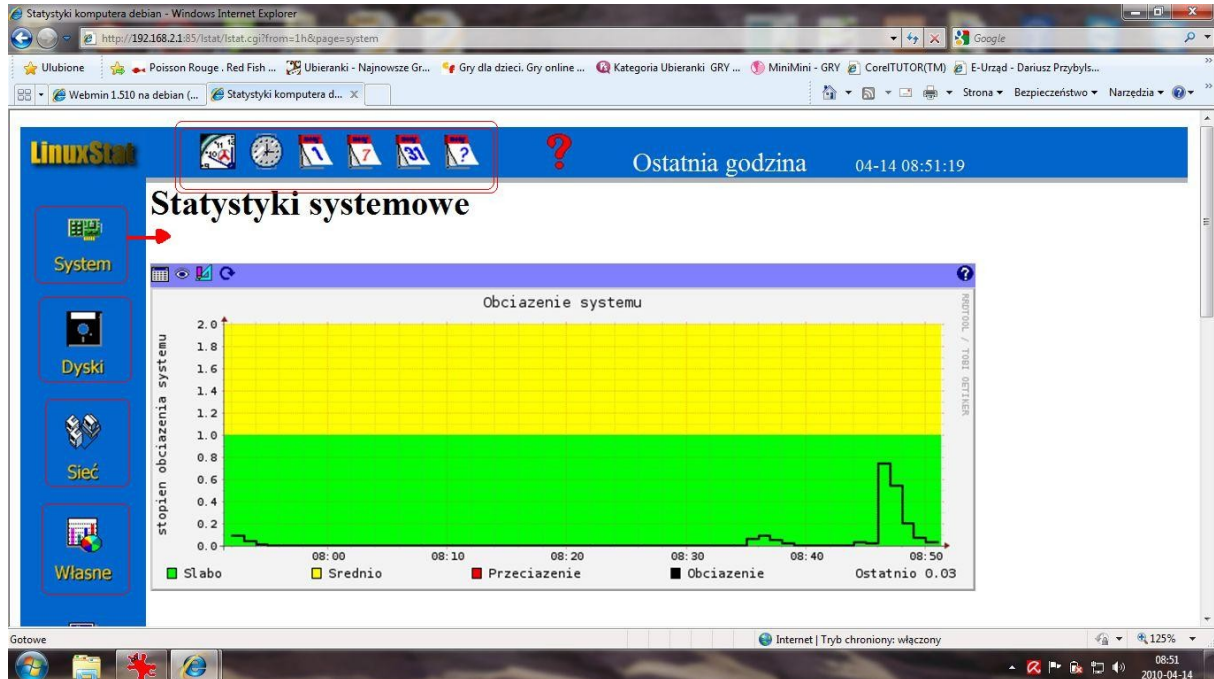 Statystyki komputera debian - Windows Internet Explorer
http://192.168.2.1:85/lstat/lstat.cgi?from=1h&page=system
Google
Ulubione
Poisson Rouge . Red Fish ...
Ubieranki - Najnowsze Gr...
Gry dla dzieci. Gry online ...
Kategoria Ubieranki GRY ...
MiniMini - GRY
CorelTUTOR(TM)
E-Urząd - Dariusz Przybyls...
Webmin 1.510 na debian (...
Statystyki komputera d...
Strona
Bezpieczeństwo
Narzędzia
LinuxStat
1
7
31
?
?
Ostatnia godzina
04-14 08:51:19
System
Dyski
Sieć
Własne
Statystyki systemowe
Obciazenie systemu
RRDTOOL / TOBI OETIKER
stopien obciazenia systemu
2.0
1.8
1.6
1.4
1.2
1.0
0.8
0.6
0.4
0.2
0.0
08:00 08:10 08:20 08:30 08:40 08:50
Slabo Srednio Przeciazenie Obciazenie Ostatnio 0.03
Gotowe
Internet | Tryb chroniony: włączony
125%
08:51
2010-04-14